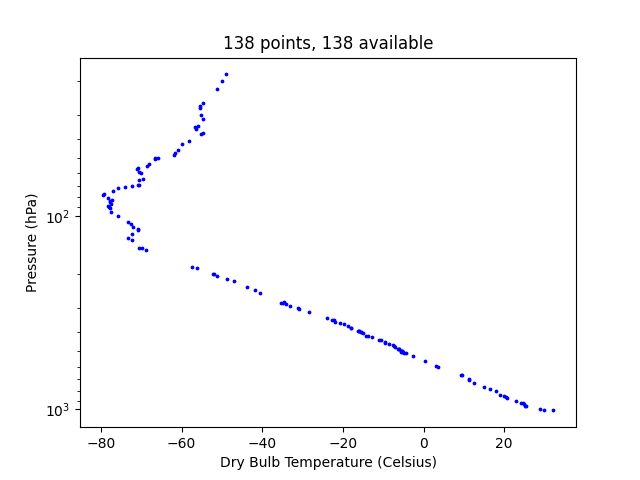 138 points, 138 available
Pressure (hPa)
10²
10³
−80
−60
−40
−20
0
20
Dry Bulb Temperature (Celsius)